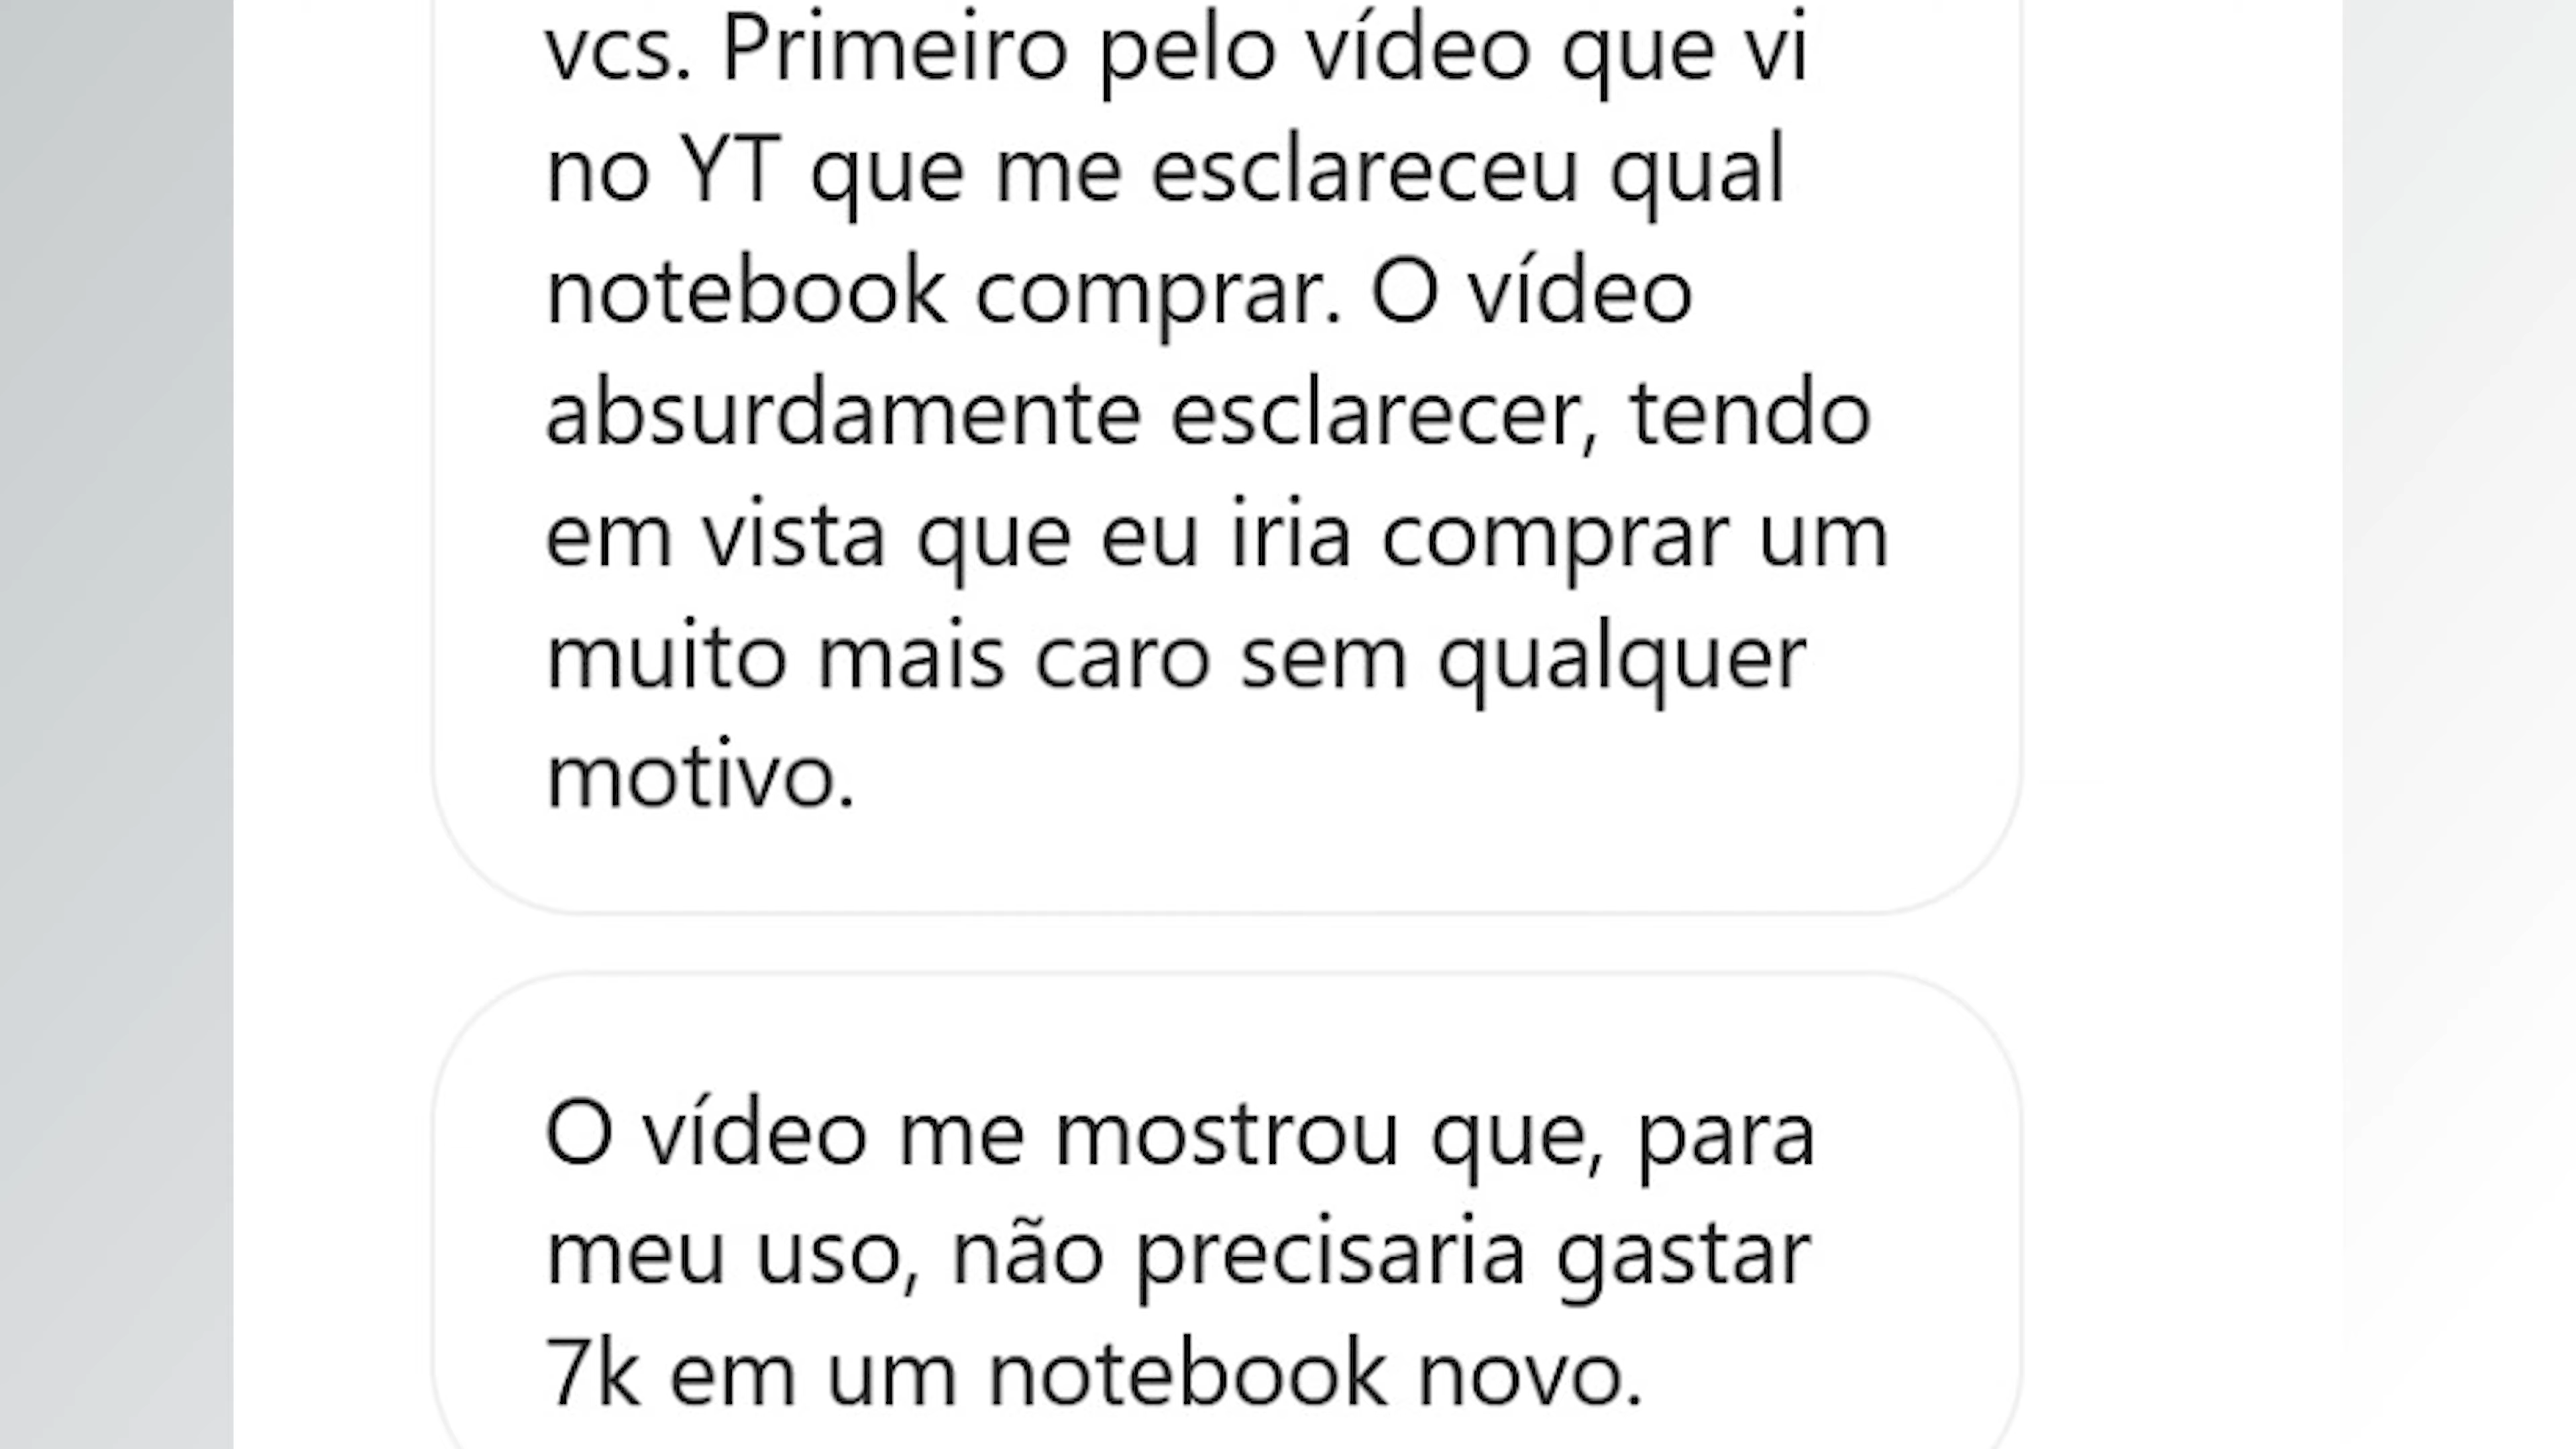 vcs. Primeiro pelo vídeo que vi
no YT que me esclareceu qual
notebook comprar. O vídeo
absurdamente esclarecer, tendo
em vista que eu iria comprar um
muito mais caro sem qualquer
motivo.
O vídeo me mostrou que, para
meu uso, não precisaria gastar
7k em um notebook novo.